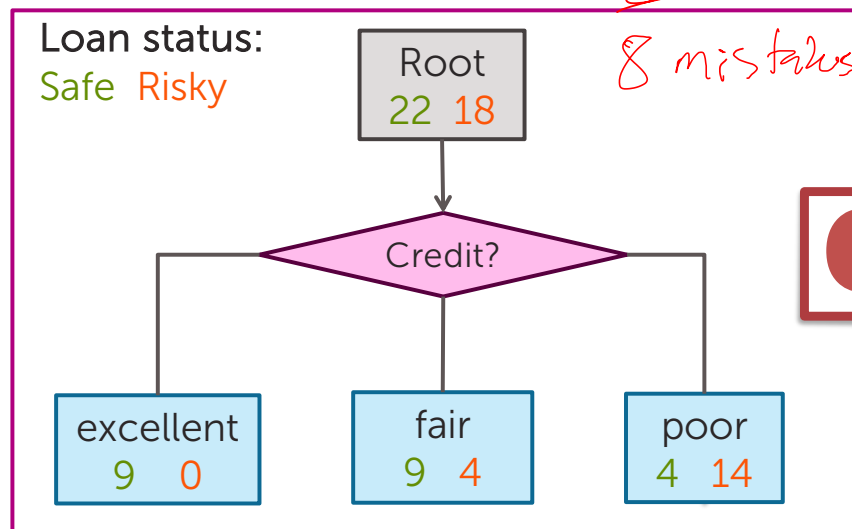 Loan status:
Safe Risky
Root
22 18
8 mistakes
Credit?
excellent
9 0
fair
9 4
poor
4 14